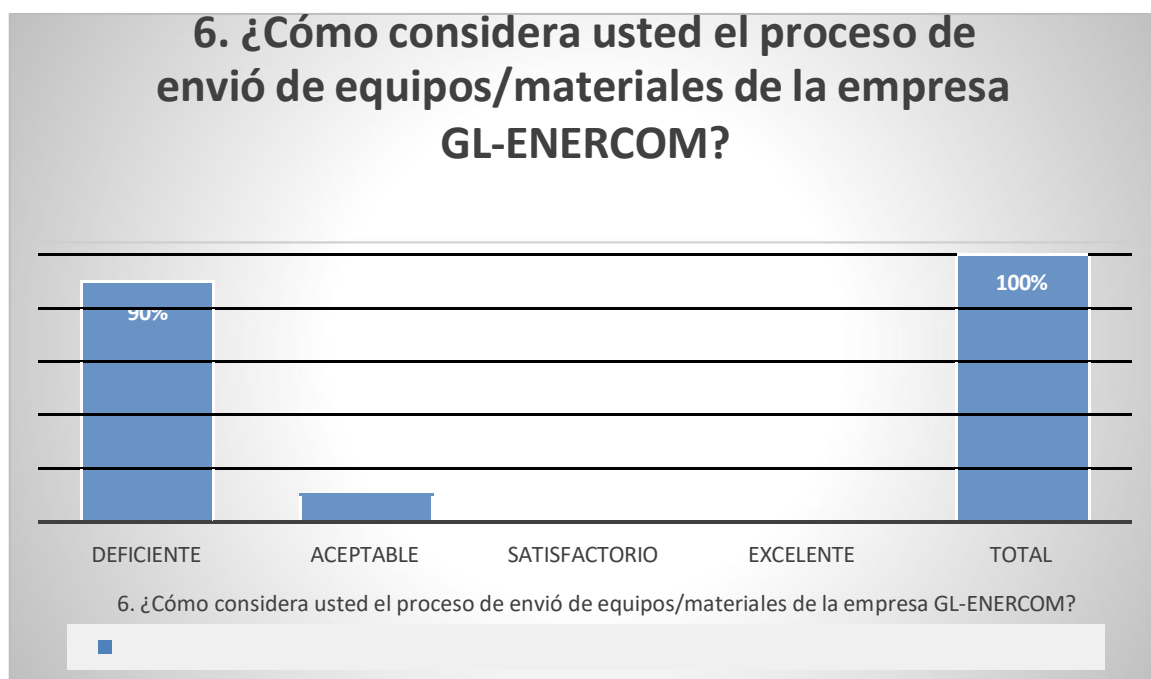 6. ¿Cómo considera usted el proceso de
envió de equipos/materiales de la empresa
GL-ENERCOM?
100%
90%
DEFICIENTE ACEPTABLE SATISFACTORIO EXCELENTE TOTAL
6. ¿Cómo considera usted el proceso de envió de equipos/materiales de la empresa GL-ENERCOM?